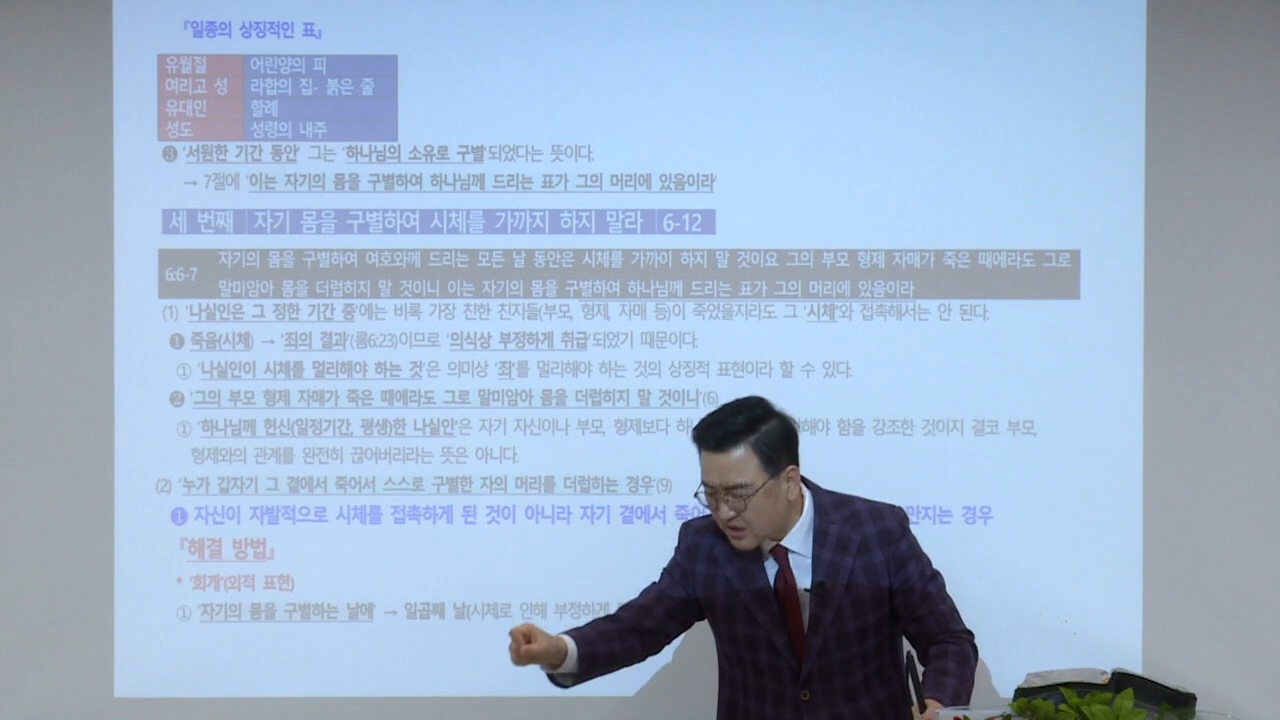 『일종의 상징적인 표』
유월절 어린양의 피
여리고 성 라합의 집- 붉은 줄
유대인 할례
성도 성령의 내주
❸ '서원한 기간 동안' 그는 '하나님의 소유로 구별'되었다는 뜻이다.
→ 7절에 '이는 자기의 몸을 구별하여 하나님께 드리는 표가 그의 머리에 있음이라'
세 번째 자기 몸을 구별하여 시체를 가까지 하지 말라 6-12
6:6-7 자기의 몸을 구별하여 여호와께 드리는 모든 날 동안은 시체를 가까이 하지 말 것이요 그의 부모 형제 자매가 죽은 때에라도 그로
말미암아 몸을 더럽히지 말 것이니 이는 자기의 몸을 구별하여 하나님께 드리는 표가 그의 머리에 있음이라
(1) '나실인은 그 정한 기간 중'에는 비록 가장 친한 친지들(부모, 형제, 자매 등)이 죽었을지라도 그 '시체'와 접촉해서는 안 된다.
❶ 죽음(시체) → '죄의 결과'(롬6:23)이므로 '의식상 부정하게 취급'되었기 때문이다.
① '나실인이 시체를 멀리해야 하는 것'은 의미상 '죄'를 멀리해야 하는 것의 상징적 표현이라 할 수 있다.
❷ '그의 부모 형제 자매가 죽은 때에라도 그로 말미암아 몸을 더럽히지 말 것이니'(6)
① '하나님께 헌신(일정기간, 평생)한 나실인'은 자기 자신이나 부모, 형제보다 해야 함을 강조한 것이지 결코 부모,
형제와의 관계를 완전히 끊어버리라는 뜻은 아니다.
(2) '누가 갑자기 그 곁에서 죽어서 스스로 구별한 자의 머리를 더럽히는 경우'(9)
❶ 자신이 자발적으로 시체를 접촉하게 된 것이 아니라 자기 곁에서 만지는 경우
『해결 방법』
* '회개'(외적 표현)
① '자기의 몸을 구별하는 날에' → 일곱째 날(시체로 인해 부정하게